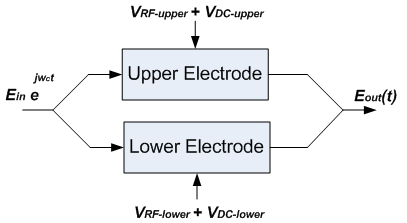 VRF-upper + VDC-upper
jwct
Upper Electrode
Ein e
Eout(t)
Lower Electrode
VRF-lower + VDC-lower